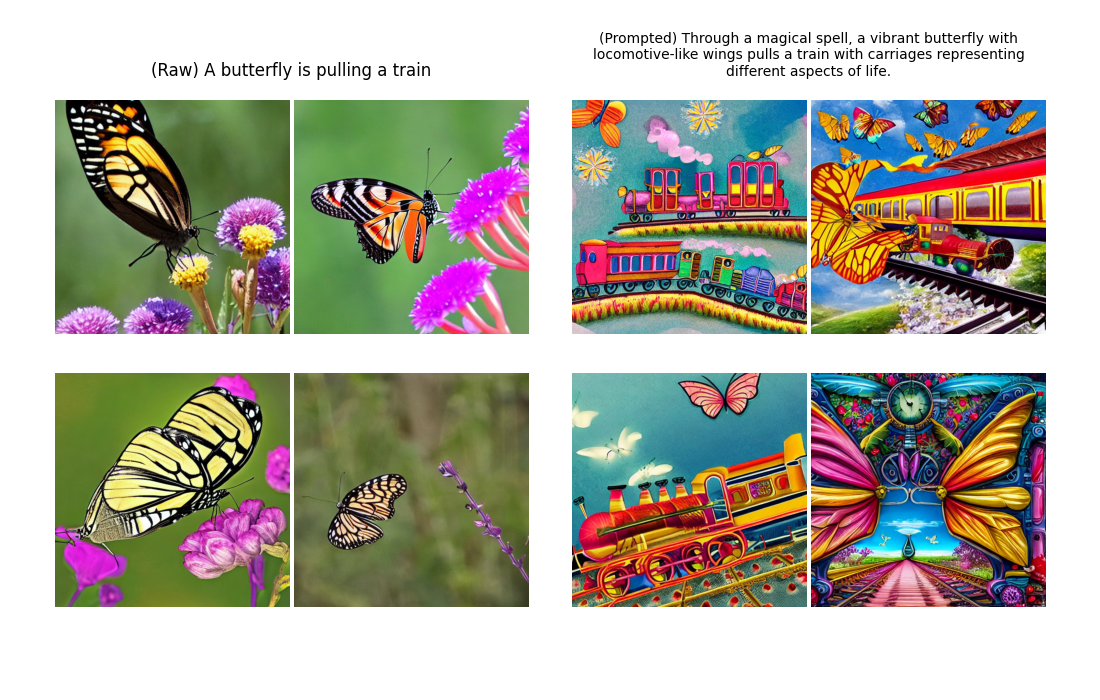 (Raw) A butterfly is pulling a train
(Prompted) Through a magical spell, a vibrant butterfly with
locomotive-like wings pulls a train with carriages representing
different aspects of life.